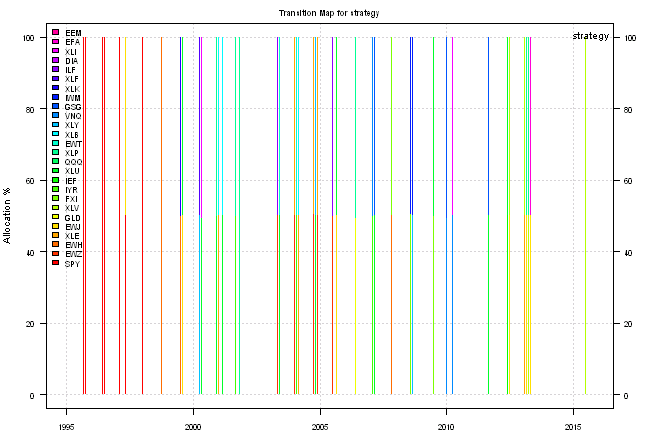 Transition Map for strategy
strategy
EEM
EFA
XLI
DIA
ILF
XLF
XLK
IWM
GSG
VNQ
XLY
XLB
EWT
XLP
QQQ
XLU
IEF
IYR
FXI
XLV
GLD
EWJ
XLE
EWH
EWZ
SPY
Allocation %
100
80
60
40
20
0
100
80
60
40
20
0
1995 2000 2005 2010 2015